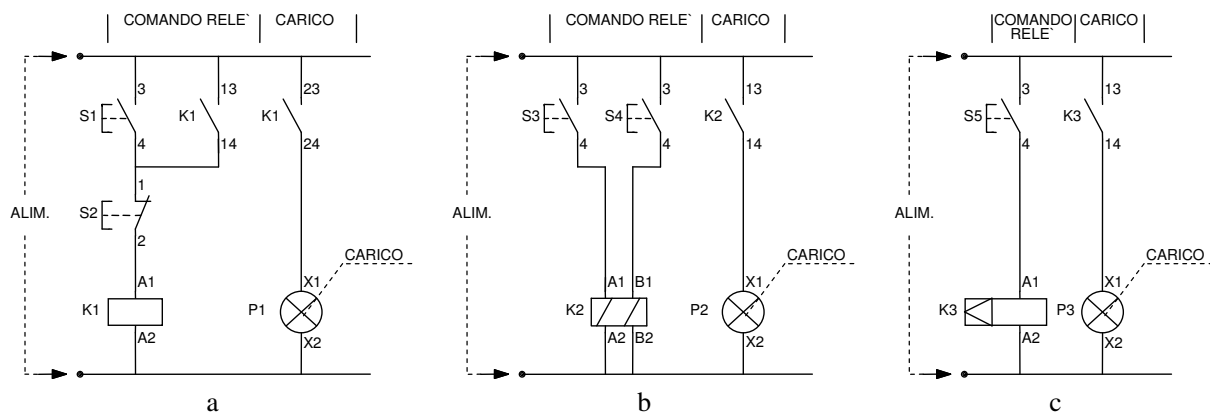 COMANDO RELE` CARICO
3 13 23
S1 K1 K1
4 14 24
1
ALIM.
S2
2
CARICO
A1 X1
K1 P1
A2 X2
a
COMANDO RELE` CARICO
3 3 13
S3 S4 K2
4 4 14
ALIM.
CARICO
A1 B1 X1
K2 P2
A2 B2 X2
b
COMANDO CARICO
RELE`
3 13
S5 K3
4 14
ALIM.
CARICO
A1 X1
K3 P3
A2 X2
c